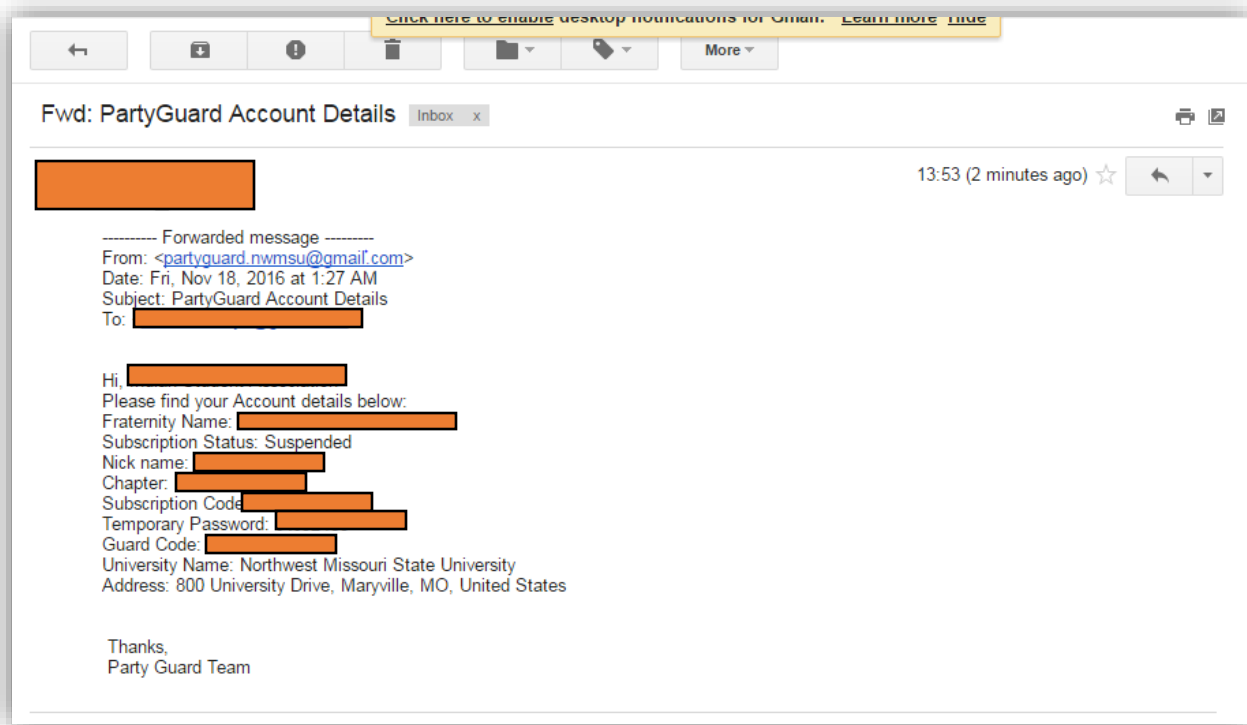 Click here to enable desktop notifications for Gmail. Learn more Hide
More
Fwd: PartyGuard Account Details Inbox x
13:53 (2 minutes ago)
---------- Forwarded message ---------
From: <partyguard.nwmsu@gmail.com>
Date: Fri, Nov 18, 2016 at 1:27 AM
Subject: PartyGuard Account Details
To:
Hi,
Please find your Account details below:
Fraternity Name:
Subscription Status: Suspended
Nick name:
Chapter:
Subscription Code
Temporary Password:
Guard Code:
University Name: Northwest Missouri State University
Address: 800 University Drive, Maryville, MO, United States
Thanks,
Party Guard Team